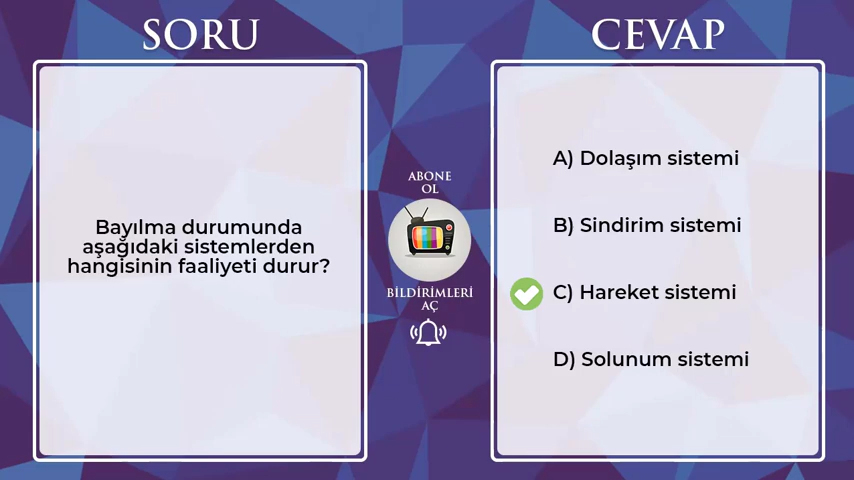 SORU
Bayılma durumunda
aşağıdaki sistemlerden
hangisinin faaliyeti durur?
ABONE
OL
BİLDİRİMLERİ
AÇ
CEVAP
A) Dolaşım sistemi
B) Sindirim sistemi
C) Hareket sistemi
D) Solunum sistemi